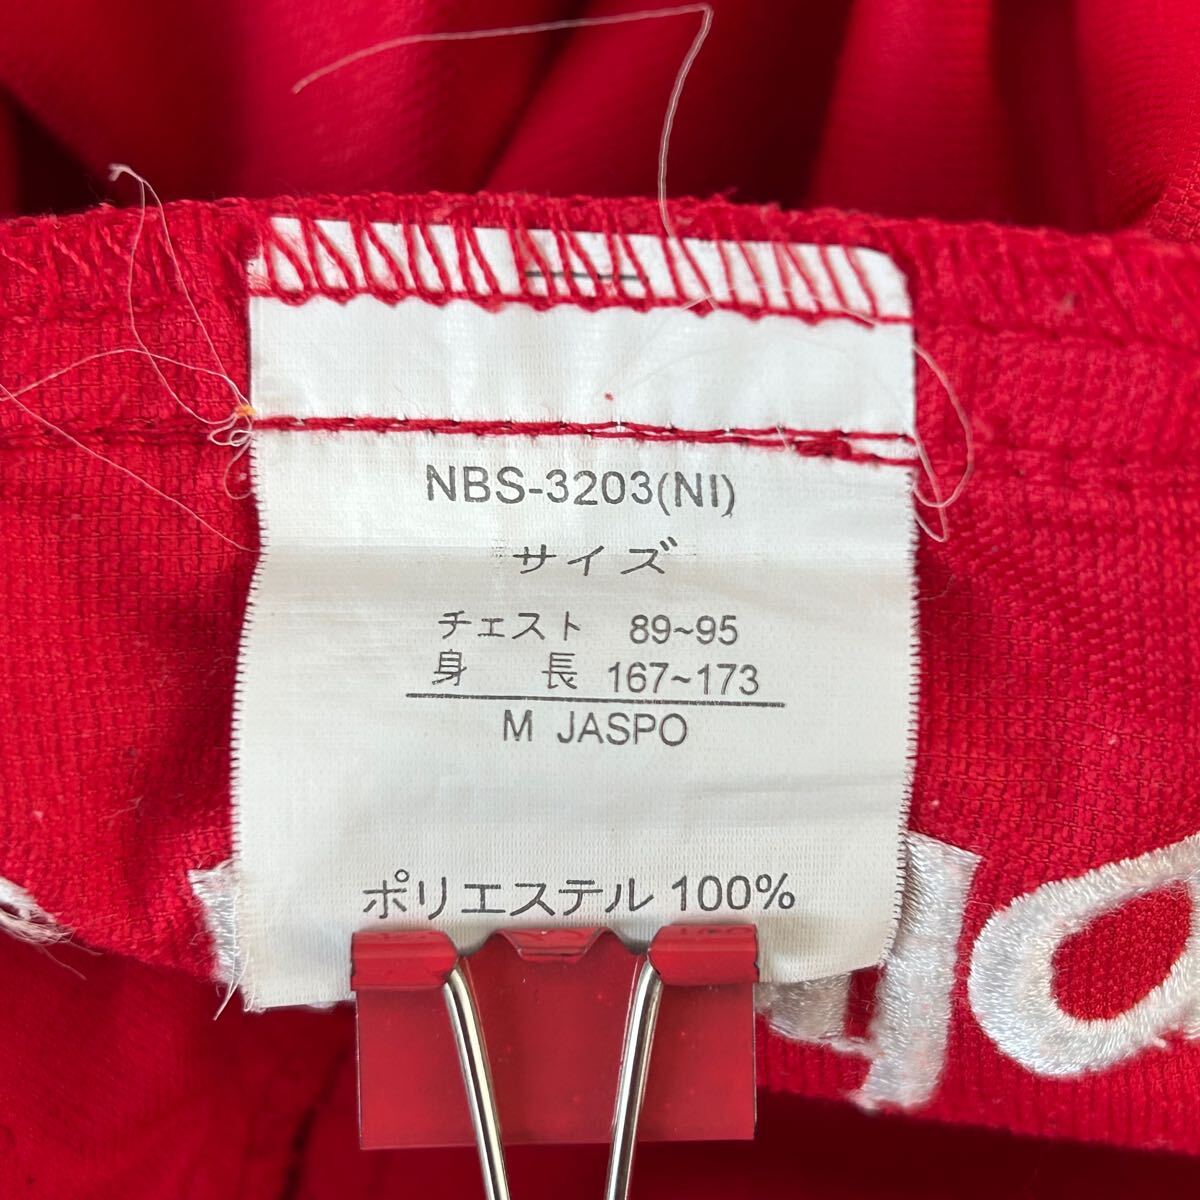 NBS-3203(NI)
サイズ
チェスト 89~95
身 長 167~173
M JASPO
ポリエステル 100%